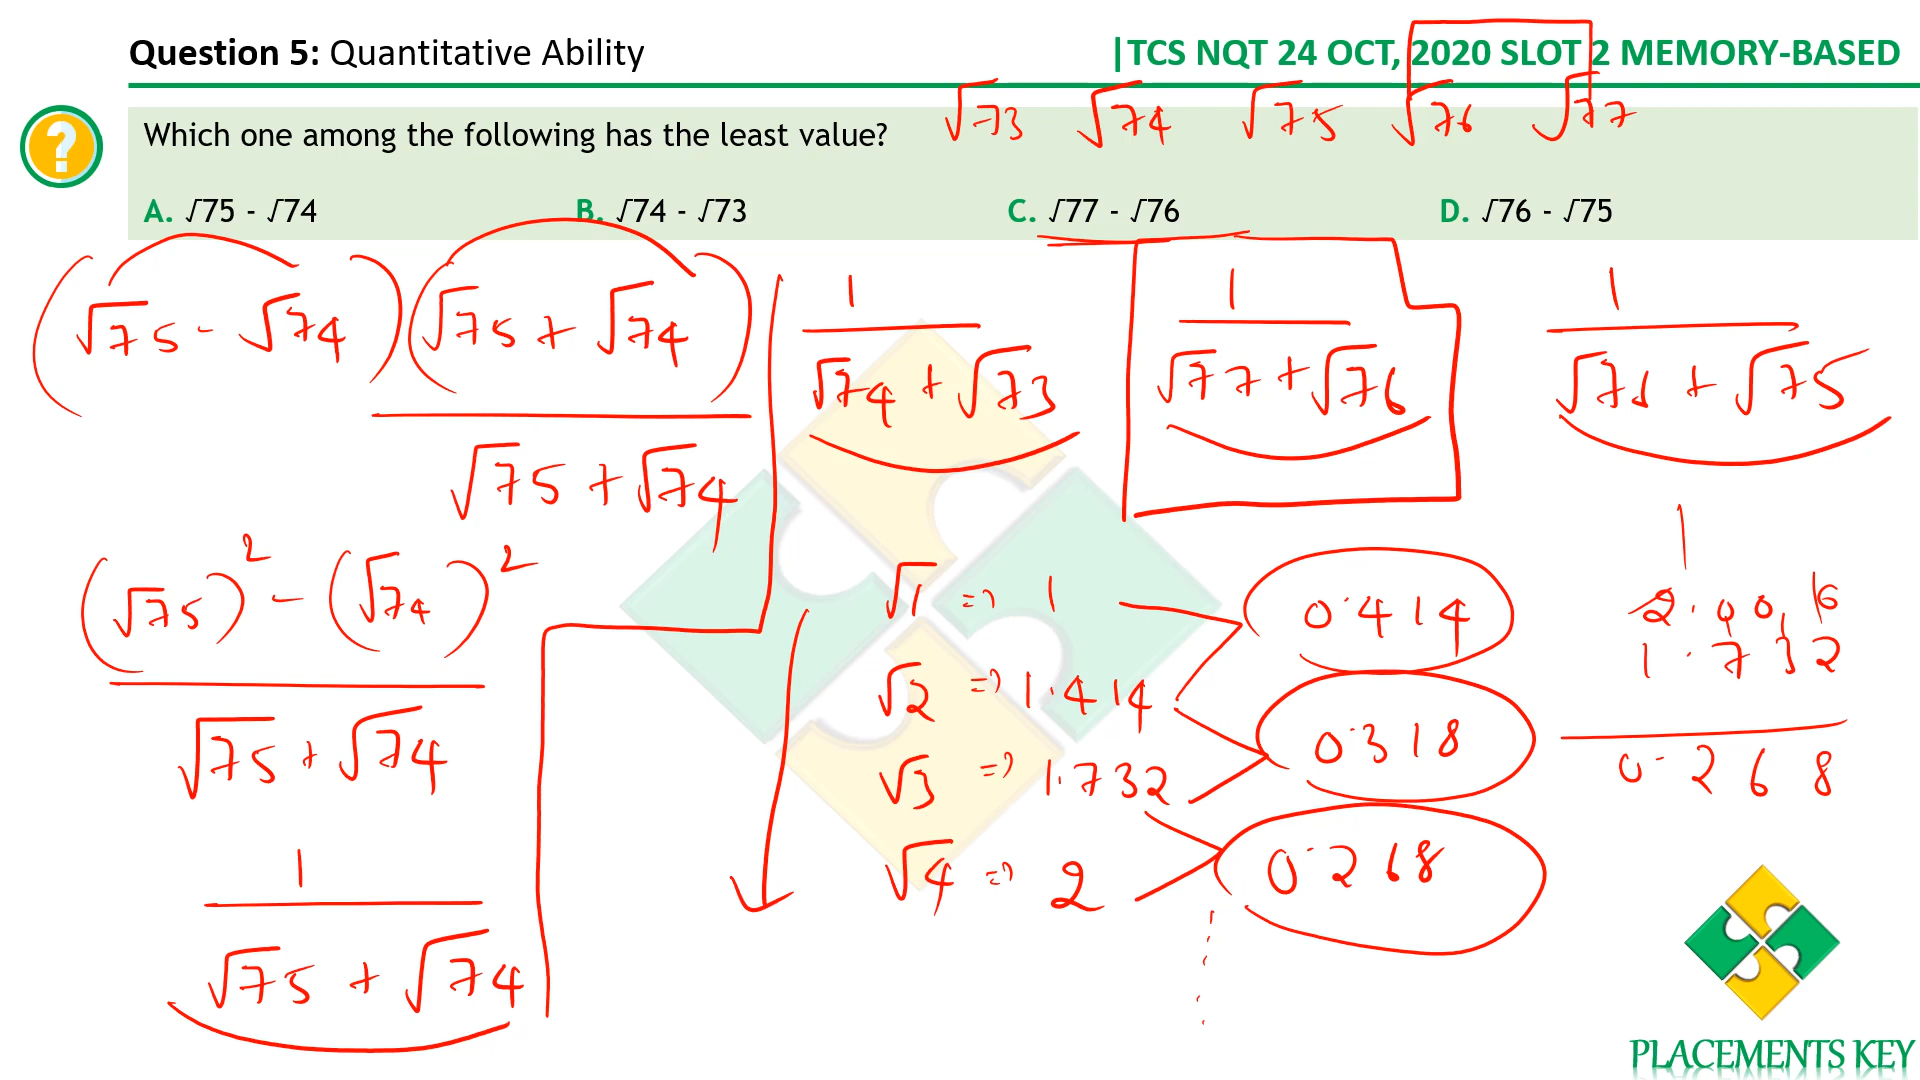 Question 5: Quantitative Ability
|TCS NQT 24 OCT, 2020 SLOT 2 MEMORY-BASED
√73 √74 √75 √76 √77
?
Which one among the following has the least value?
A. √75 - √74
B. √74 - √73
C. √77 - √76
D. √76 - √75
(√75 - √74) (√75 + √74)
√75 + √74
(√75)² - (√74)²
√75 + √74
1
√75 + √74
1
√74 + √73
1
√77 + √76
1
√76 + √75
√1 => 1
√2 => 1.414
√3 => 1.732
√4 => 2
0.414
0.318
0.268
1
2.00,10
1.732
0.268
PLACEMENTS KEY